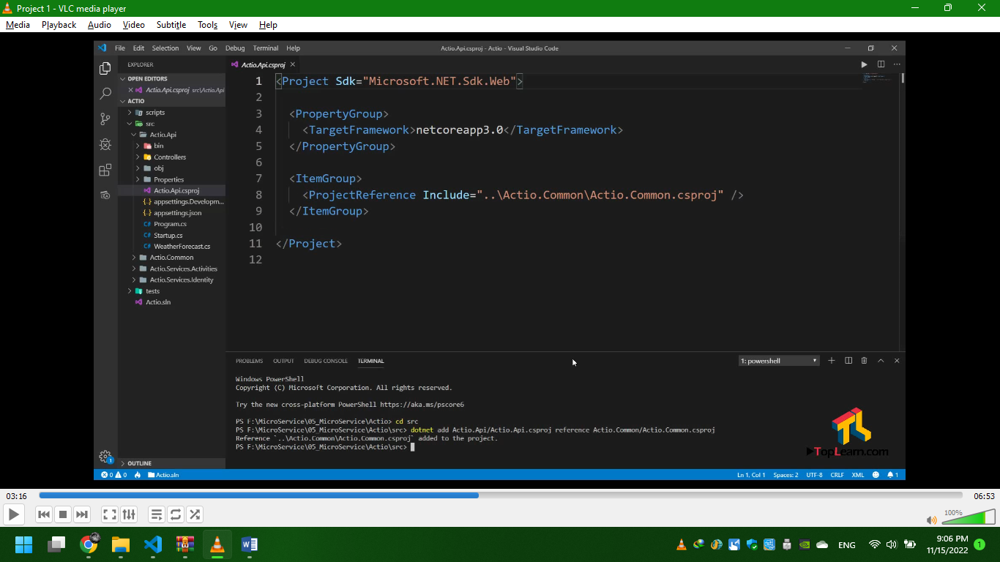 Project 1 - VLC media player
Media Playback Audio Video Subtitle Tools View Help
File Edit Selection View Go Debug Terminal Help
Actio.Api.csproj - Actio - Visual Studio Code
EXPLORER
OPEN EDITORS
Actio.Api.csproj src\Actio.Api
ACTIO
scripts
src
Actio.Api
bin
Controllers
obj
Properties
Actio.Api.csproj
appsettings.Developm...
appsettings.json
Program.cs
Startup.cs
WeatherForecast.cs
Actio.Common
Actio.Services.Activities
Actio.Services.Identity
tests
Actio.sln
OUTLINE
Actio.Api.csproj
1 <Project Sdk="Microsoft.NET.Sdk.Web">
2
3 <PropertyGroup>
4 <TargetFramework>netcoreapp3.0</TargetFramework>
5 </PropertyGroup>
6
7 <ItemGroup>
8 <ProjectReference Include="..\Actio.Common\Actio.Common.csproj" />
9 </ItemGroup>
10
11 </Project>
12
PROBLEMS OUTPUT DEBUG CONSOLE TERMINAL
1: powershell
Windows PowerShell
Copyright (C) Microsoft Corporation. All rights reserved.
Try the new cross-platform PowerShell https://aka.ms/pscore6
PS F:\MicroService\05_MicroService\Actio> cd src
PS F:\MicroService\05_MicroService\Actio\src> dotnet add Actio.Api/Actio.Api.csproj reference Actio.Common/Actio.Common.csproj
Reference `..\Actio.Common\Actio.Common.csproj` added to the project.
PS F:\MicroService\05_MicroService\Actio\src>
TopLearn.com
1
0 0 Actio.sln
Ln 1, Col 1 Spaces: 2 UTF-8 CRLF XML 1
03:16
06:53
100%
ENG
9:06 PM
11/15/2022
1